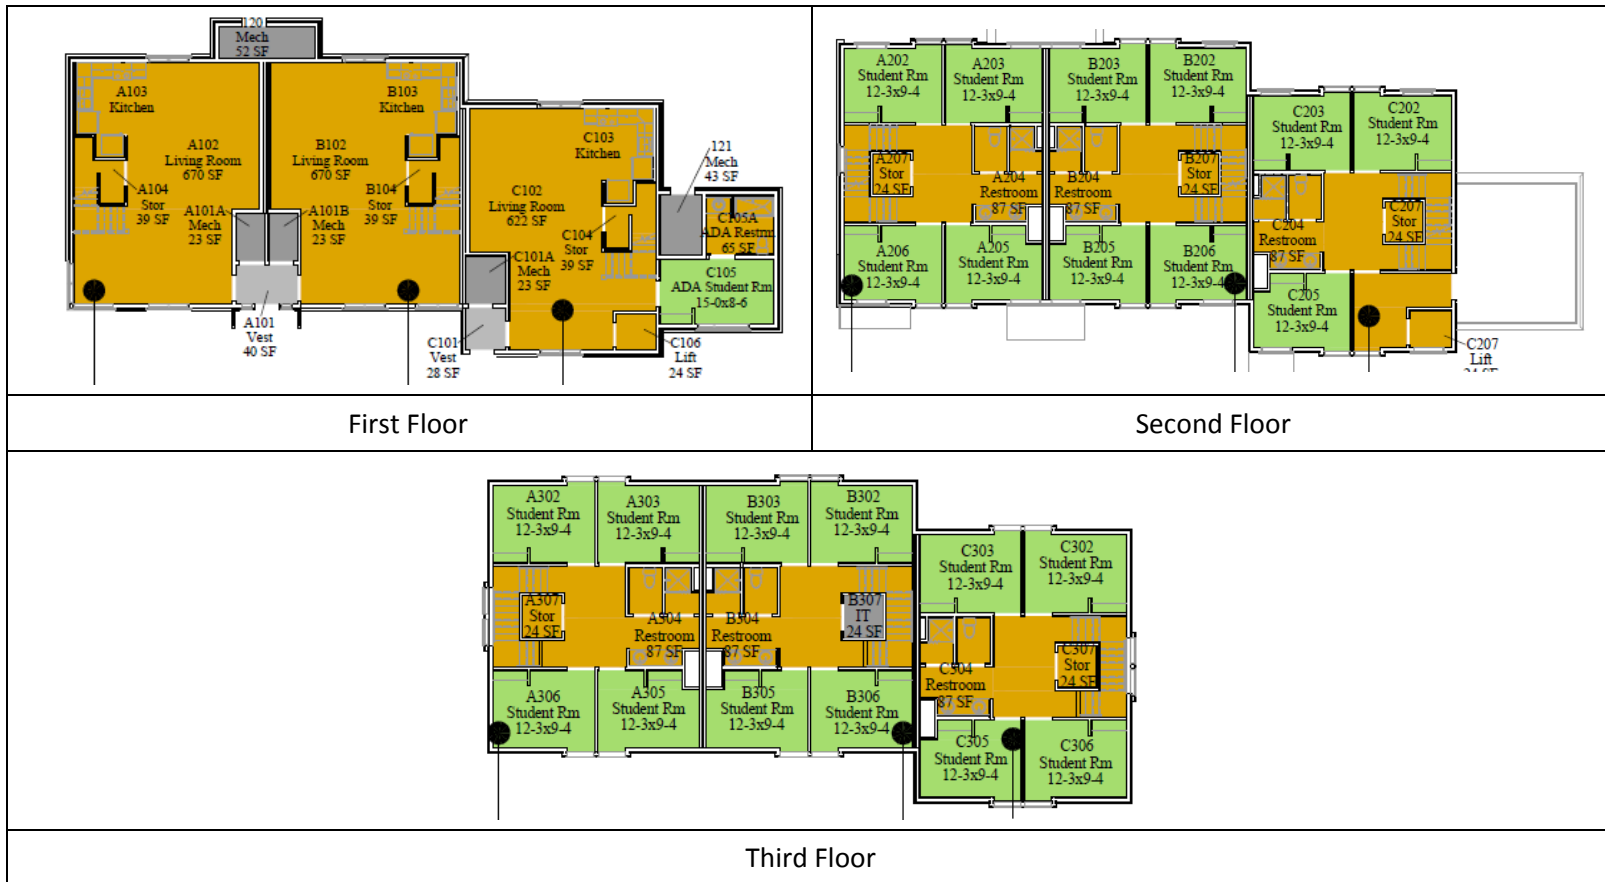 120
Mech
52 SF
A103
Kitchen
B103
Kitchen
A102
Living Room
670 SF
B102
Living Room
670 SF
A104
Stor
39 SF
B104
Stor
39 SF
A101A
Mech
23 SF
A101B
Mech
23 SF
A101
Vest
40 SF
C103
Kitchen
C102
Living Room
622 SF
C104
Stor
39 SF
C101A
Mech
23 SF
C101
Vest
28 SF
121
Mech
43 SF
C105A
ADA Restrm
65 SF
C105
ADA Student Rm
15-0x8-6
C106
Lift
24 SF
First Floor
A202
Student Rm
12-3x9-4
A203
Student Rm
12-3x9-4
B203
Student Rm
12-3x9-4
B202
Student Rm
12-3x9-4
C203
Student Rm
12-3x9-4
C202
Student Rm
12-3x9-4
A207
Stor
24 SF
A204
Restroom
87 SF
B204
Restroom
87 SF
B207
Stor
24 SF
C204
Restroom
87 SF
C207
Stor
24 SF
A206
Student Rm
12-3x9-4
A205
Student Rm
12-3x9-4
B205
Student Rm
12-3x9-4
B206
Student Rm
12-3x9-4
C205
Student Rm
12-3x9-4
C207
Lift
24 SF
Second Floor
A302
Student Rm
12-3x9-4
A303
Student Rm
12-3x9-4
B303
Student Rm
12-3x9-4
B302
Student Rm
12-3x9-4
C303
Student Rm
12-3x9-4
C302
Student Rm
12-3x9-4
A307
Stor
24 SF
A304
Restroom
87 SF
B304
Restroom
87 SF
B307
IT
24 SF
C304
Restroom
87 SF
C307
Stor
24 SF
A306
Student Rm
12-3x9-4
A305
Student Rm
12-3x9-4
B305
Student Rm
12-3x9-4
B306
Student Rm
12-3x9-4
C305
Student Rm
12-3x9-4
C306
Student Rm
12-3x9-4
Third Floor